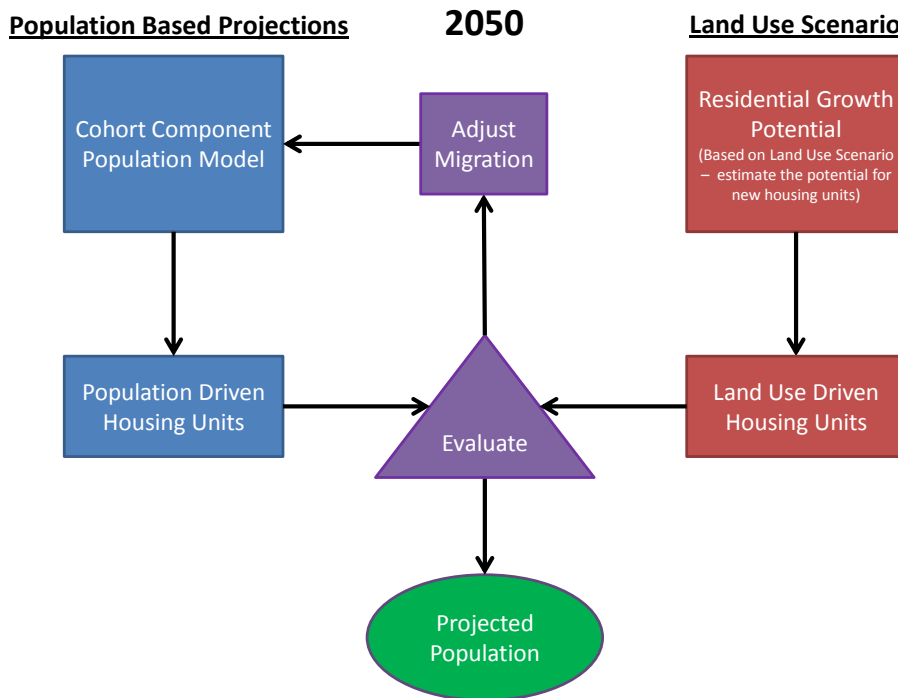 Population Based Projections
2050
Land Use Scenario
Cohort Component
Population Model
Adjust
Migration
Residential Growth
Potential
(Based on Land Use Scenario
– estimate the potential for
new housing units)
Population Driven
Housing Units
Evaluate
Land Use Driven
Housing Units
Projected
Population